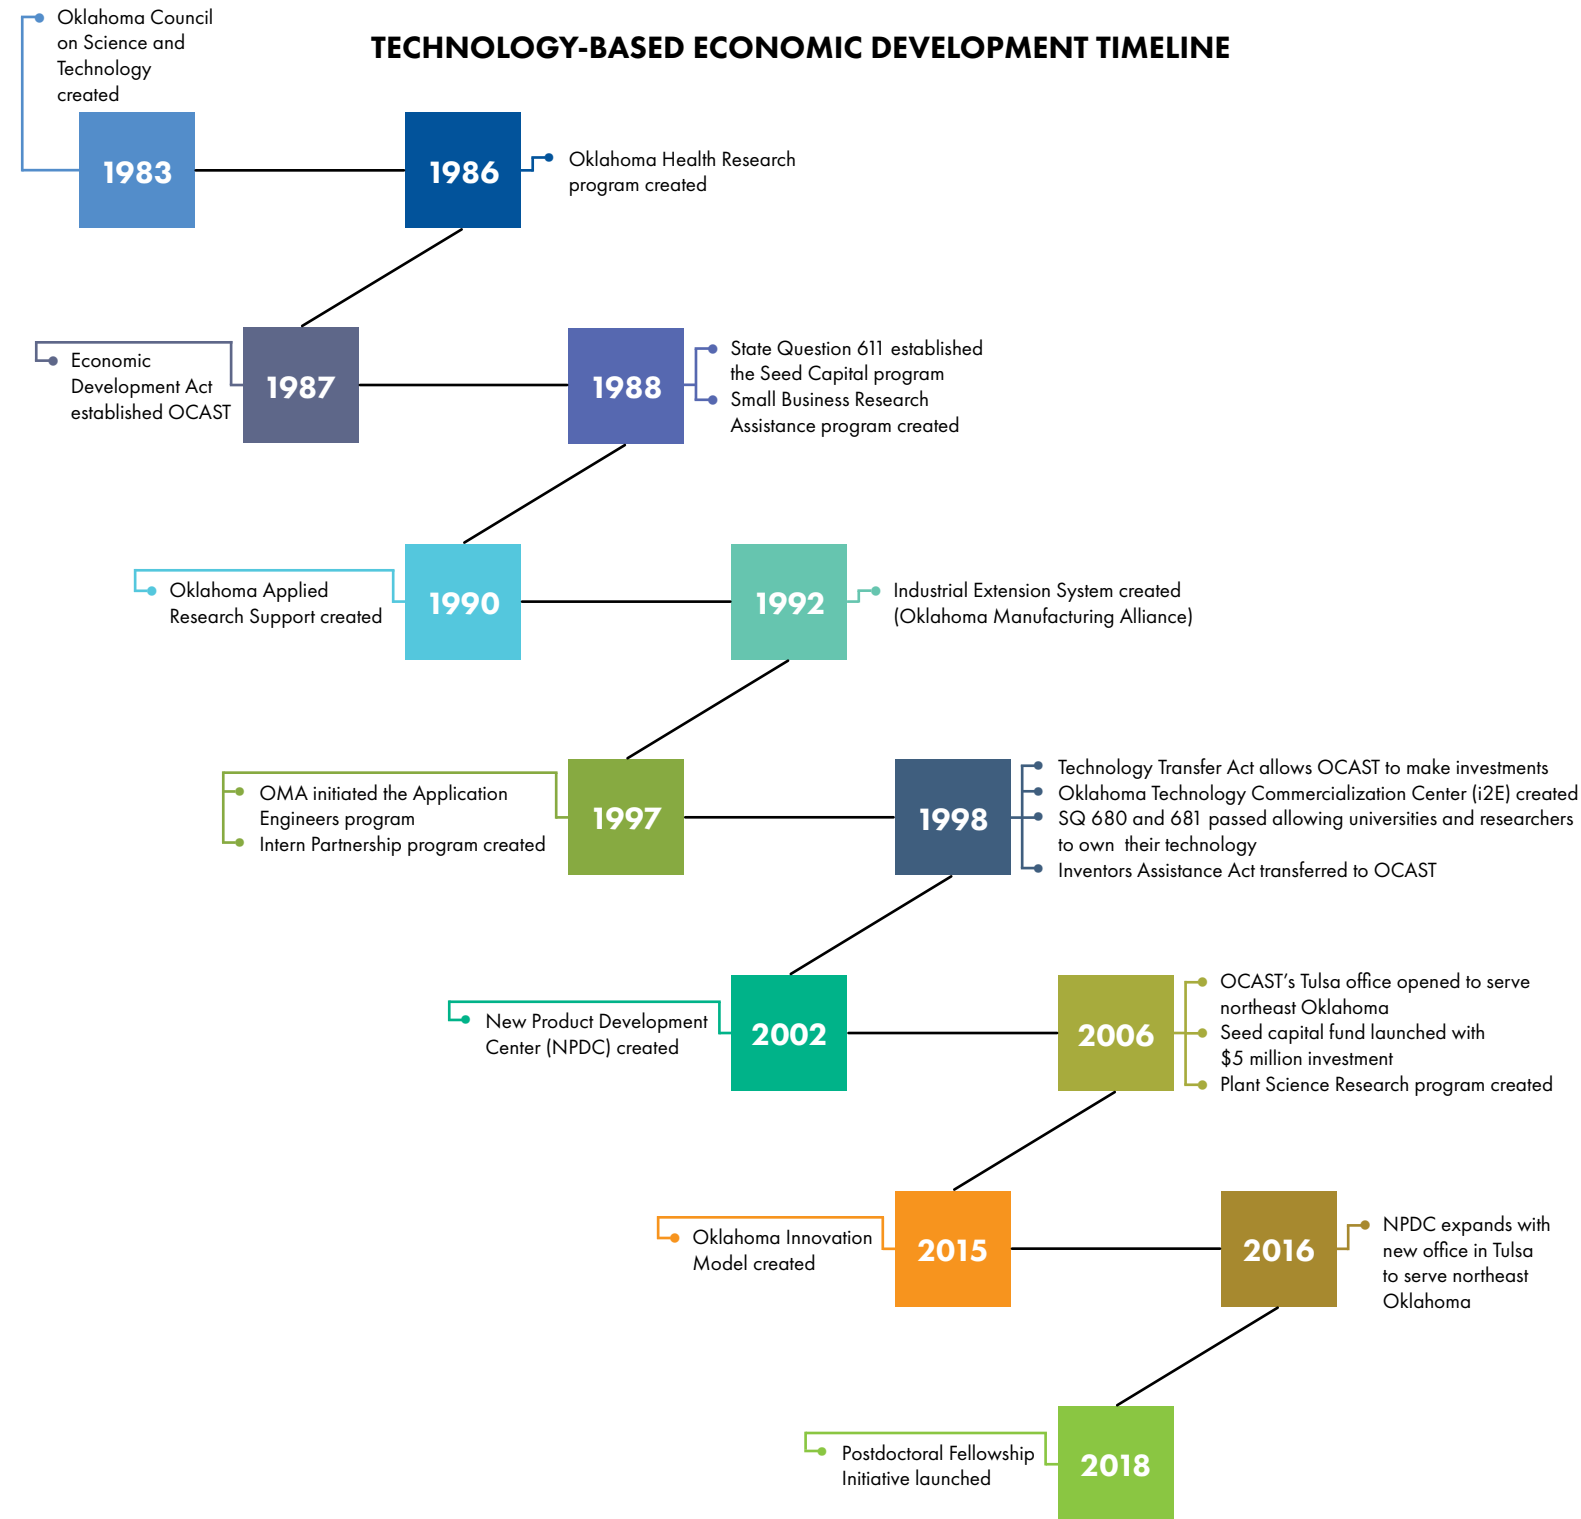 Oklahoma Council
on Science and
Technology
created
TECHNOLOGY-BASED ECONOMIC DEVELOPMENT TIMELINE
1983
1986
Oklahoma Health Research
program created
Economic
Development Act
established OCAST
1987
1988
State Question 611 established
the Seed Capital program
Small Business Research
Assistance program created
Oklahoma Applied
Research Support created
1990
1992
Industrial Extension System created
(Oklahoma Manufacturing Alliance)
OMA initiated the Application
Engineers program
Intern Partnership program created
1997
1998
Technology Transfer Act allows OCAST to make investments
Oklahoma Technology Commercialization Center (i2E) created
SQ 680 and 681 passed allowing universities and researchers
to own their technology
Inventors Assistance Act transferred to OCAST
New Product Development
Center (NPDC) created
2002
2006
OCAST's Tulsa office opened to serve
northeast Oklahoma
Seed capital fund launched with
$5 million investment
Plant Science Research program created
Oklahoma Innovation
Model created
2015
2016
NPDC expands with
new office in Tulsa
to serve northeast
Oklahoma
Postdoctoral Fellowship
Initiative launched
2018